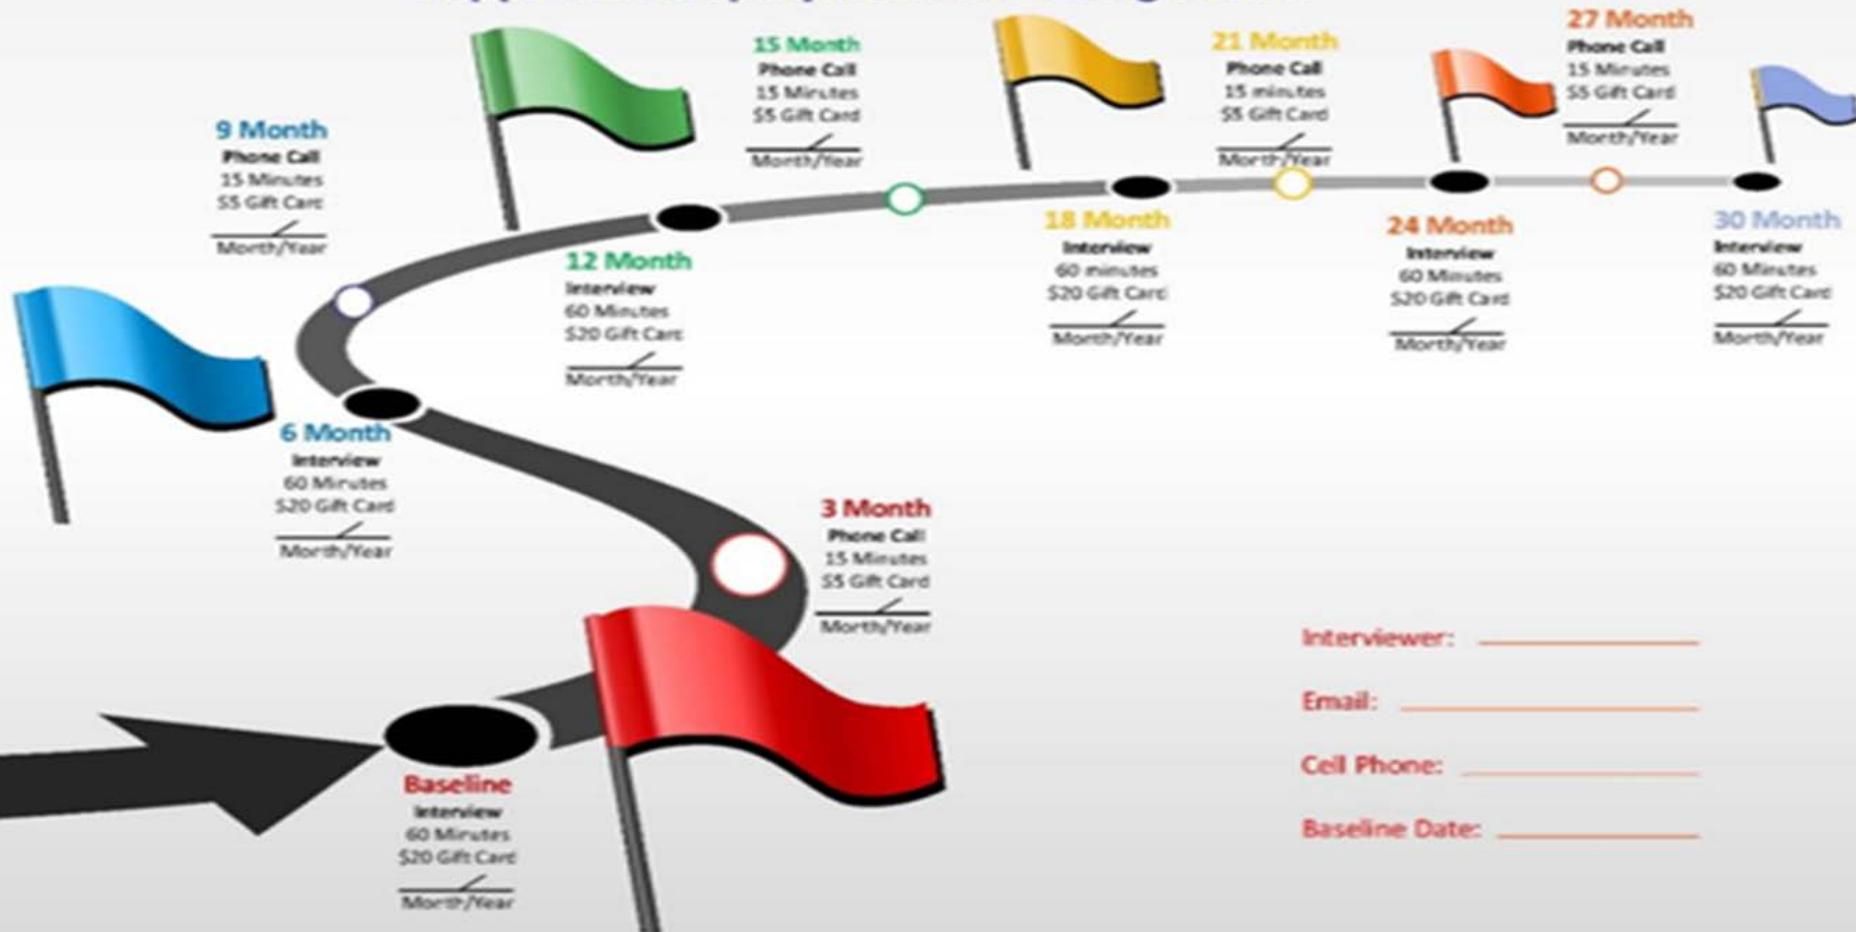 27 Month
Phone Call
15 Minutes
$5 Gift Card
Month/Year
21 Month
Phone Call
15 minutes
$5 Gift Card
Month/Year
15 Month
Phone Call
15 Minutes
$5 Gift Card
Month/Year
9 Month
Phone Call
15 Minutes
$5 Gift Card
Month/Year
12 Month
Interview
60 Minutes
$20 Gift Card
Month/Year
18 Month
Interview
60 minutes
$20 Gift Card
Month/Year
24 Month
Interview
60 Minutes
$20 Gift Card
Month/Year
30 Month
Interview
60 Minutes
$20 Gift Card
Month/Year
6 Month
Interview
60 Minutes
$20 Gift Card
Month/Year
3 Month
Phone Call
15 Minutes
$5 Gift Card
Month/Year
Baseline
Interview
60 Minutes
$20 Gift Card
Month/Year
Interviewer:
Email:
Cell Phone:
Baseline Date: